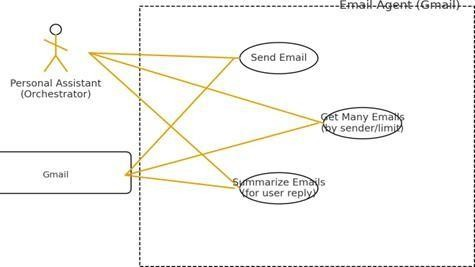 Email Agent (Gmail)
Send Email
Personal Assistant
(Orchestrator)
Get Many Emails
(by sender/limit)
Gmail
Summarize Emails
(for user reply)